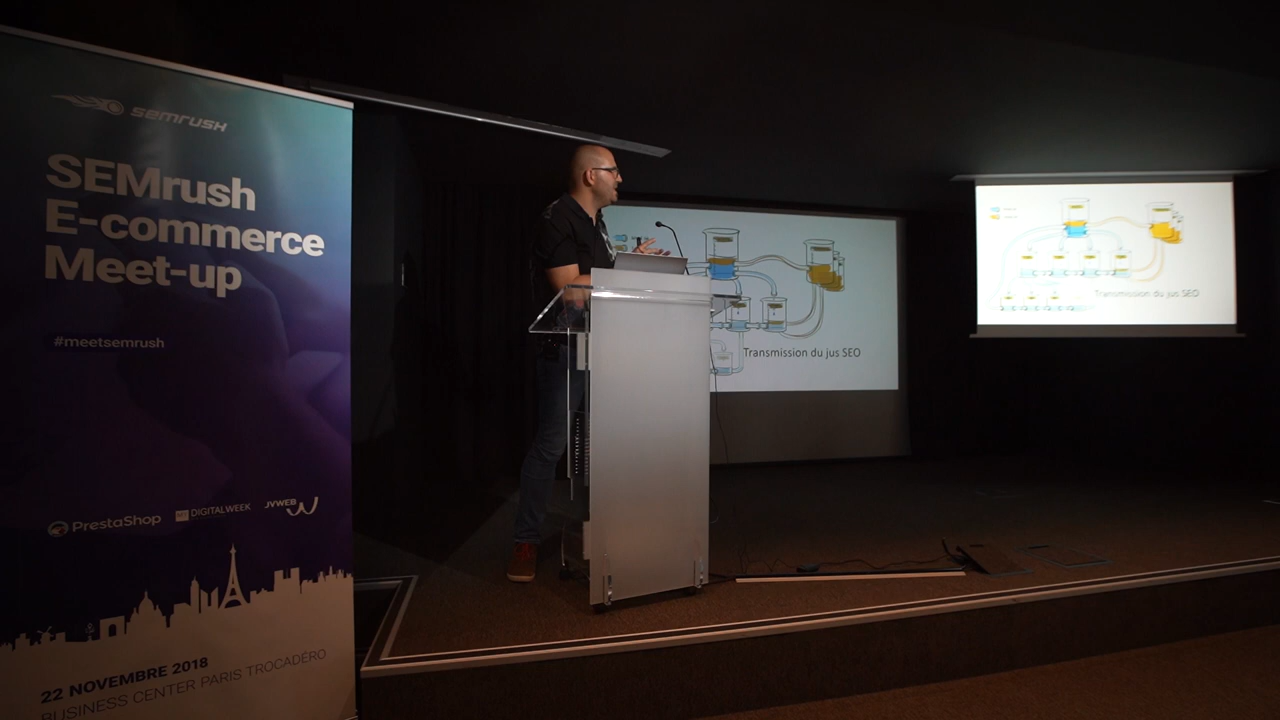 semrush
SEMrush
E-commerce
Meet-up
#meetsemrush
PrestaShop
DIGITALWEEK
JVWEB
22 NOVEMBRE 2018
BUSINESS CENTER PARIS TROCADÉRO
Transmission du jus SEO
Transmission du jus SEO